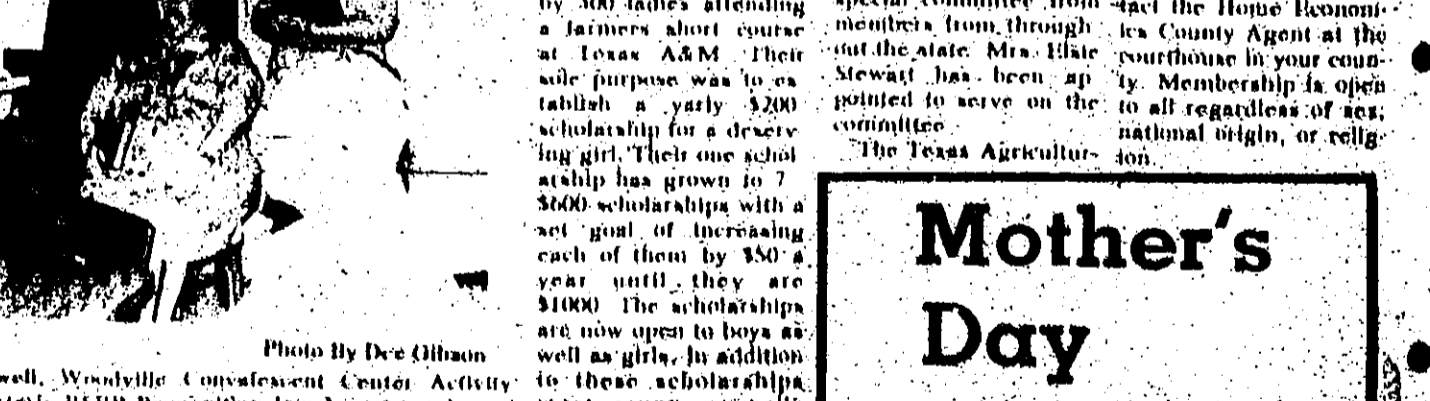 Photo By Dee Gibson
well, Woodville Convalescent Center Activity
by 300 ladies attending
a farmers short course
at Texas A&M Their
sole purpose was to es
tablish a yarly $200
scholarship for a deserv
ing girl. Their one schol
arship has grown to 7
$600 scholarships with a
set goal of increasing
each of them by $50 a
year until they are
$1000 The scholarships
are now open to boys as
well as girls. In addition
to these scholarships
special committee from
members from through
out the state. Mrs. Elsie
Stewart has been ap
pointed to serve on the
committee
The Texas Agricultur-
tact the Home Economi-
ics County Agent at the
courthouse in your coun-
ty. Membership is open
to all regardless of sex,
national origin, or relig-
ion.
Mother's
Day